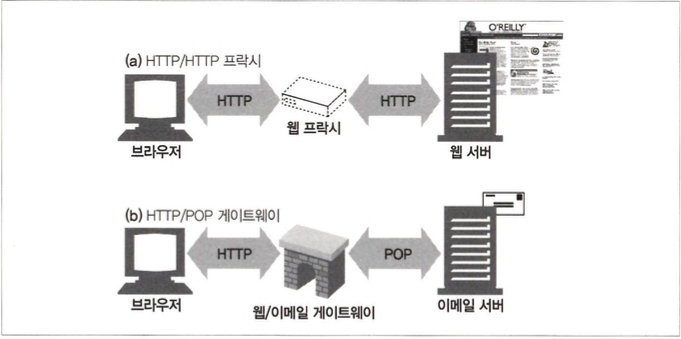 (a) HTTP/HTTP 프락시
O'REILLY
HTTP
HTTP
브라우저
웹 프락시
웹 서버
(b) HTTP/POP 게이트웨이
HTTP
POP
브라우저
웹/이메일 게이트웨이
이메일 서버